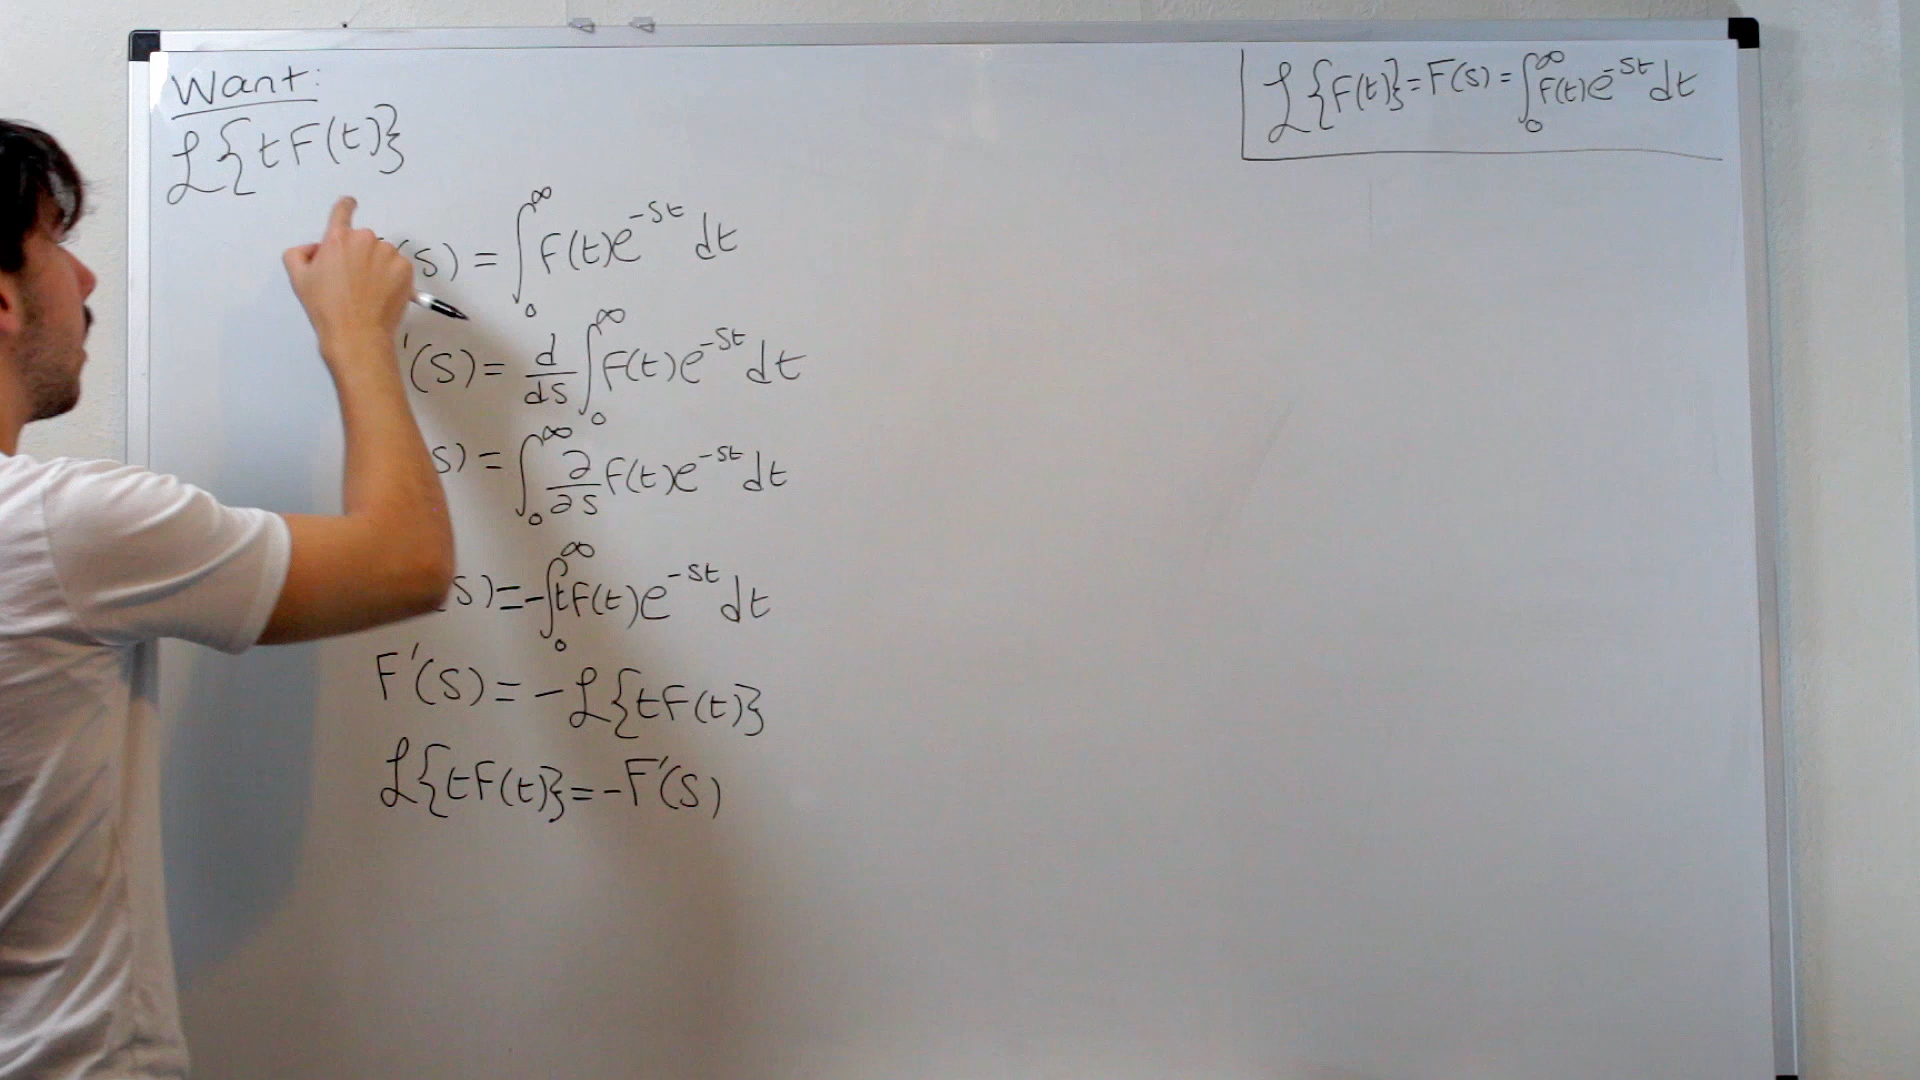 Want:
ℒ{tF(t)}
ℒ{F(t)}=F(s)=∫₀^∞ F(t)e^{-st}dt
(s) = ∫₀^∞ F(t)e^{-st} dt
'(s) = d/ds ∫₀^∞ F(t)e^{-st} dt
s) = ∫₀^∞ ∂/∂s F(t)e^{-st} dt
s) = -∫₀^∞ tF(t)e^{-st} dt
F'(s) = -ℒ{tF(t)}
ℒ{tF(t)} = -F'(s)